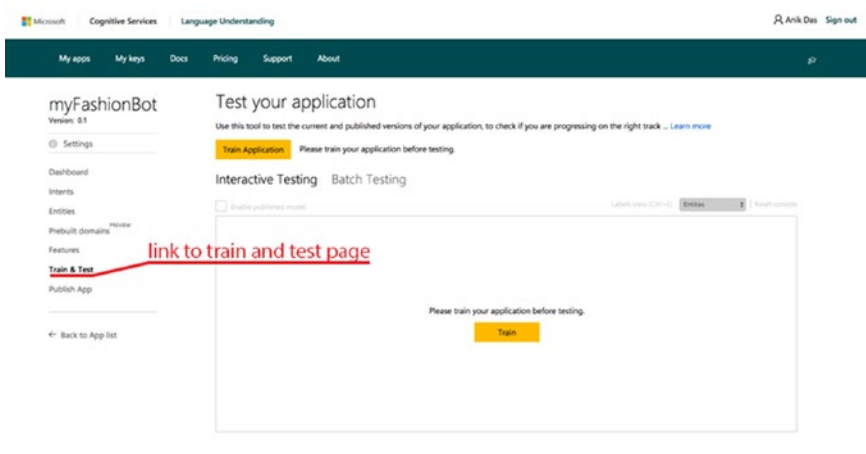 Microsoft Cognitive Services Language Understanding Anik Das Sign out
My apps My keys Docs Pricing Support About
myFashionBot
Version: 0.1
Settings
Dashboard
Intents
Entities
Prebuilt domains Preview
Features
Train & Test
Publish App
← Back to App list
link to train and test page
Test your application
Use this tool to test the current and published versions of your application, to check if you are progressing on the right track ... Learn more
Train Application Please train your application before testing.
Interactive Testing Batch Testing
Enable published model Labels view (Ctrl+E) Entities Reset console
Please train your application before testing.
Train